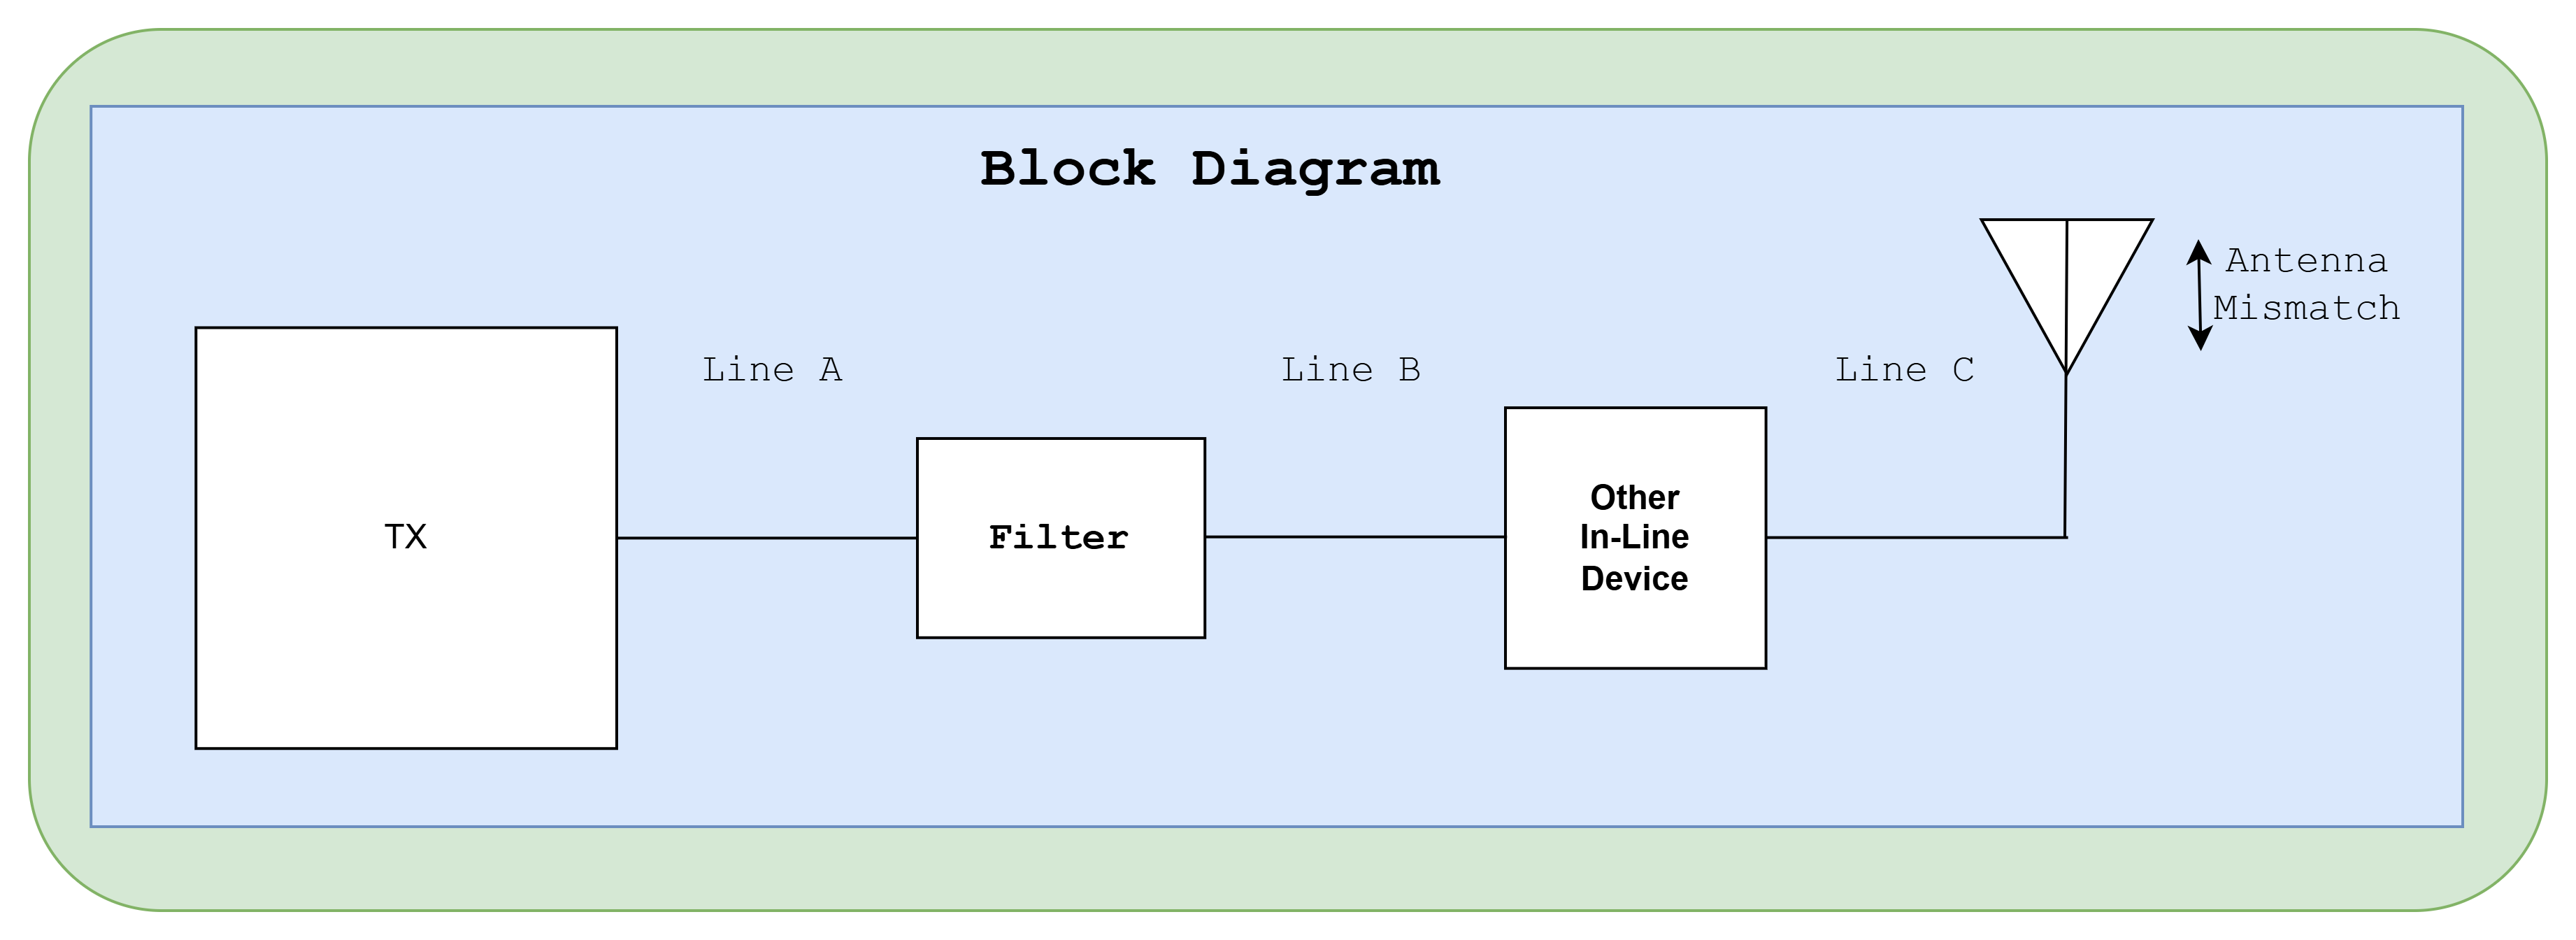 Block Diagram
Antenna
Mismatch
Line A
Line B
Line C
TX
Filter
Other
In-Line
Device